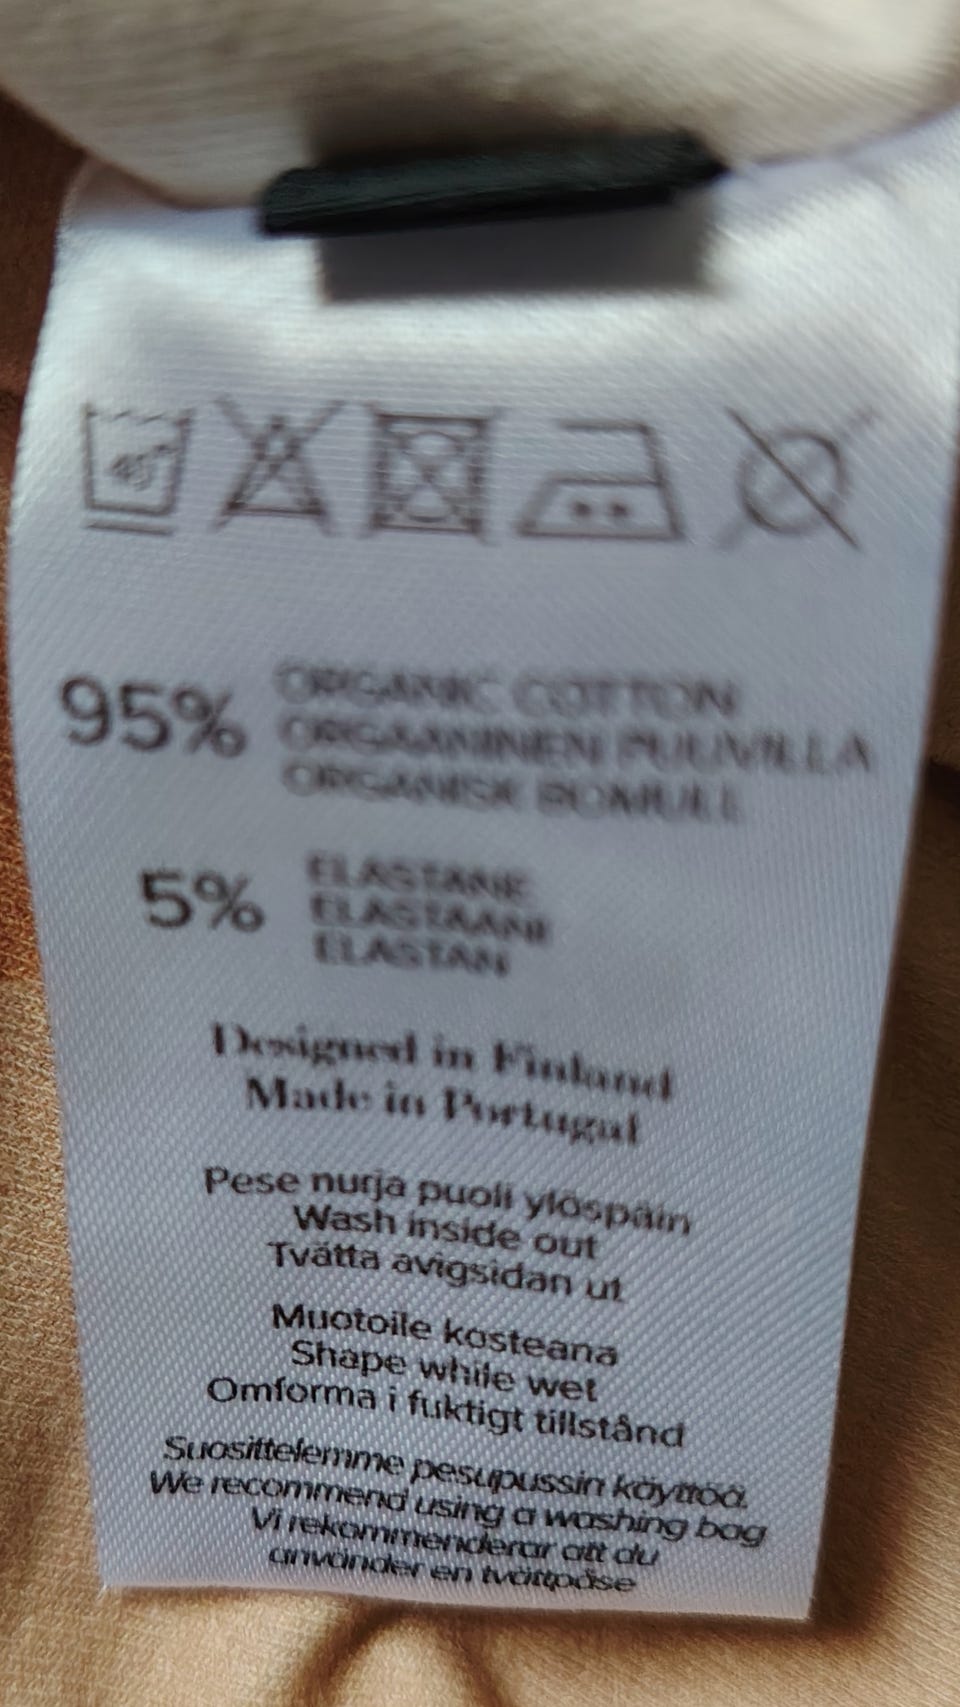 40°
95%
ORGANIC COTTON
ORGAANINEN PUUVILLA
ORGANISK BOMULL
5%
ELASTANE
ELASTAANI
ELASTAN
Designed in Finland
Made in Portugal
Pese nurja puoli ylöspäin
Wash inside out
Tvätta avigsidan ut
Muotoile kosteana
Shape while wet
Omforma i fuktigt tillstånd
Suosittelemme pesupussin käyttöä.
We recommend using a washing bag
Vi rekommenderar att du
använder en tvättpåse